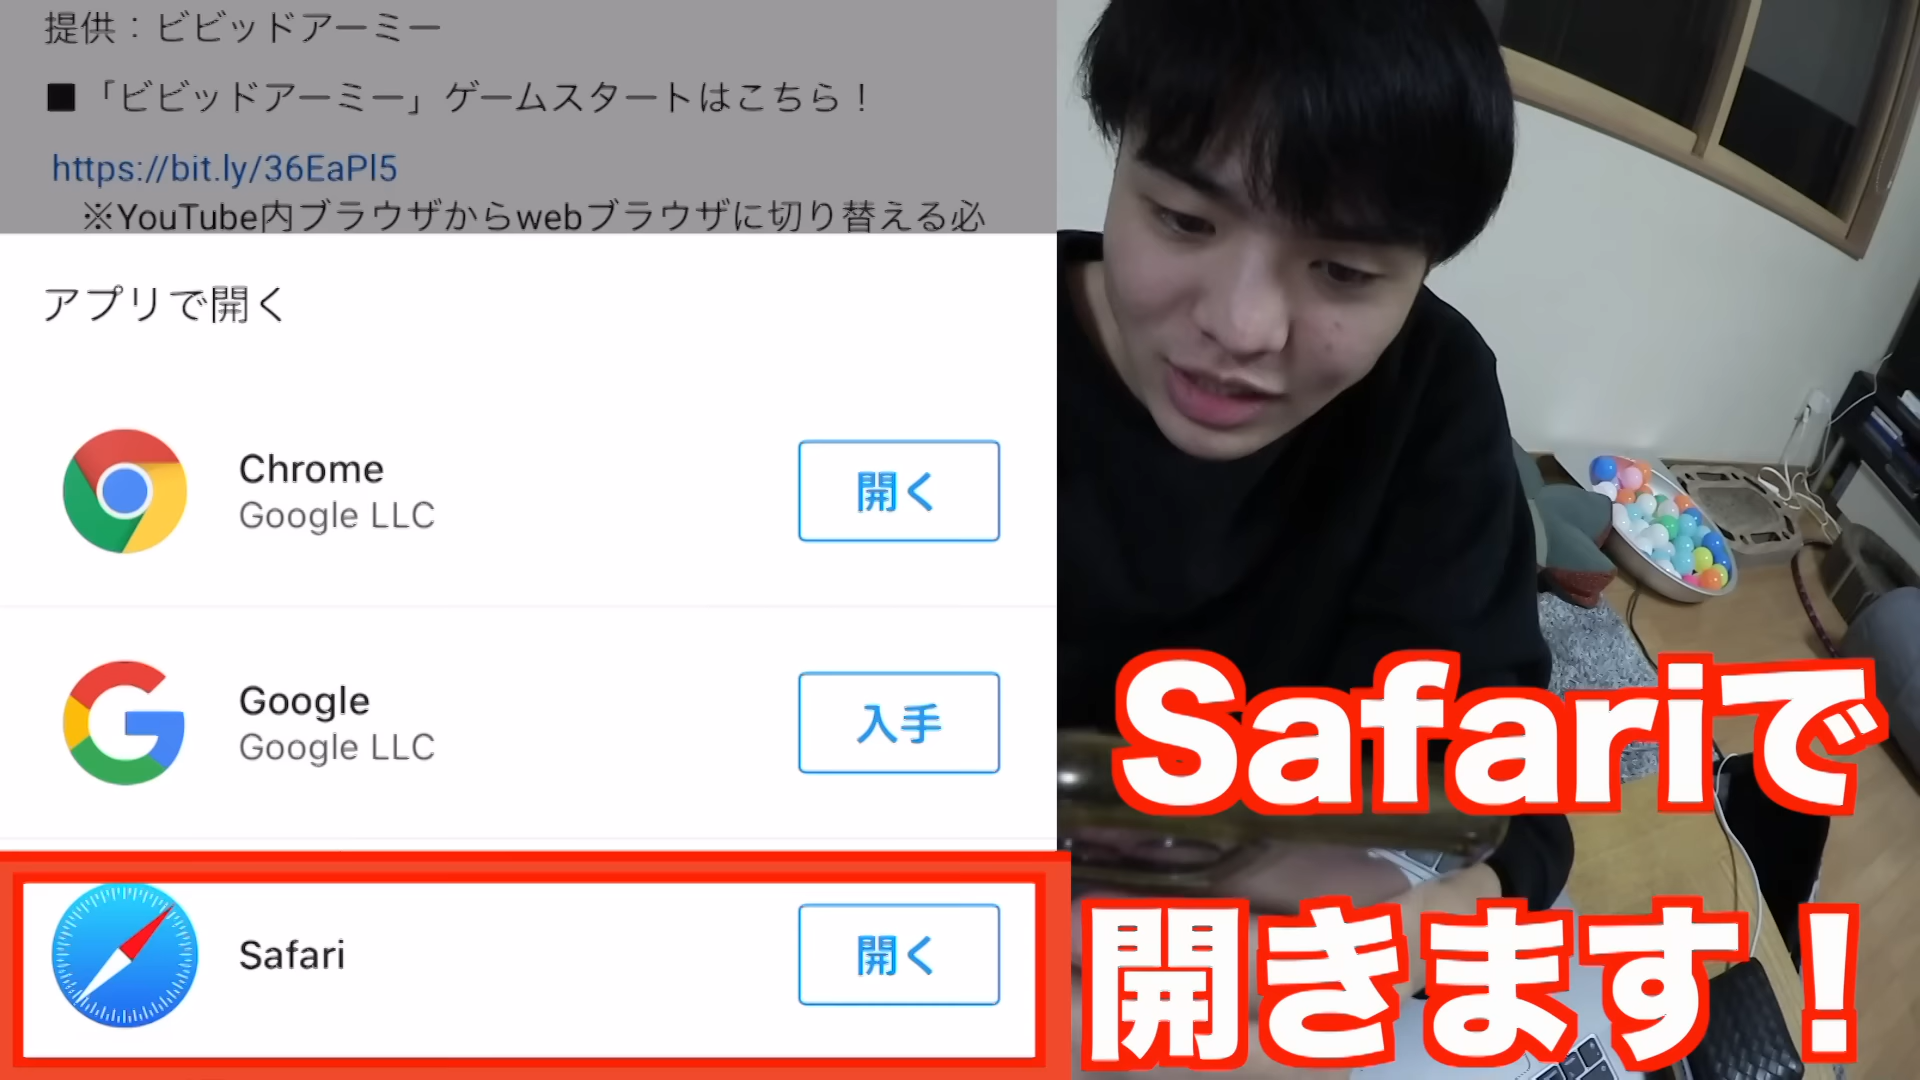 提供：ビビッドアーミー
■「ビビッドアーミー」ゲームスタートはこちら！
https://bit.ly/36EaPl5
※YouTube内ブラウザからwebブラウザに切り替える必
アプリで開く
Chrome
Google LLC
開く
Google
Google LLC
入手
Safari
開く
Safariで
開きます！